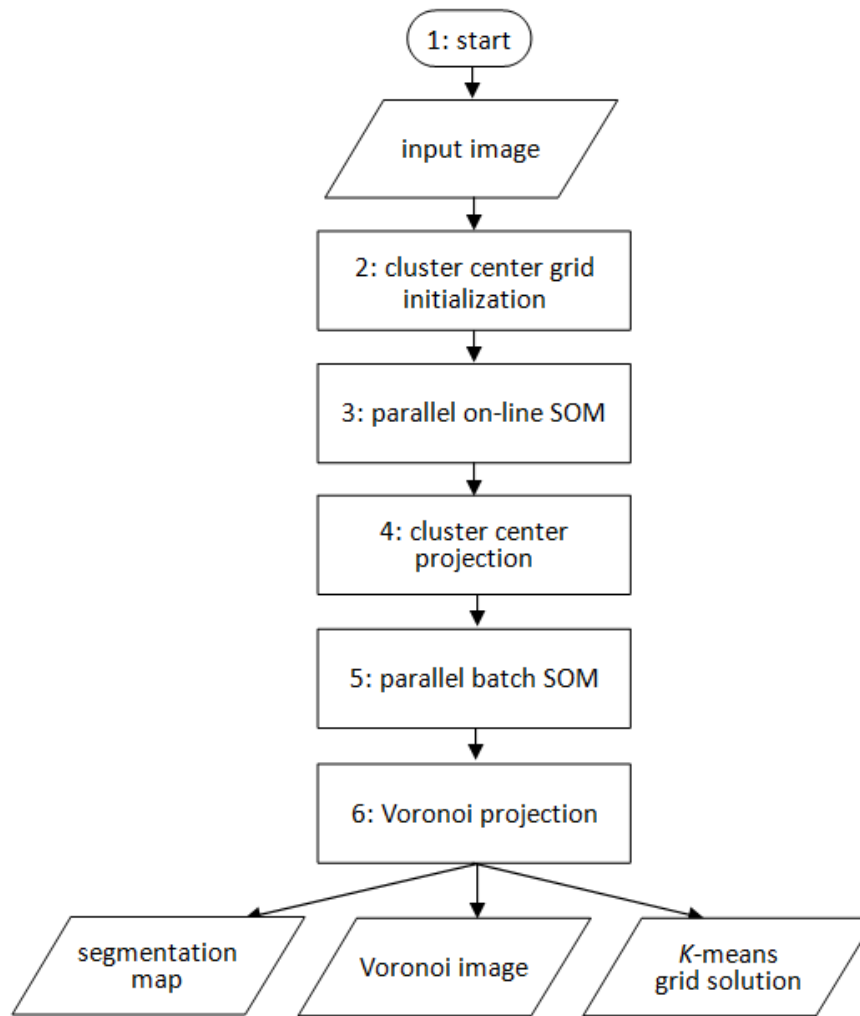 1: start
input image
2: cluster center grid
initialization
3: parallel on-line SOM
4: cluster center
projection
5: parallel batch SOM
6: Voronoi projection
segmentation
map
Voronoi image
K-means
grid solution